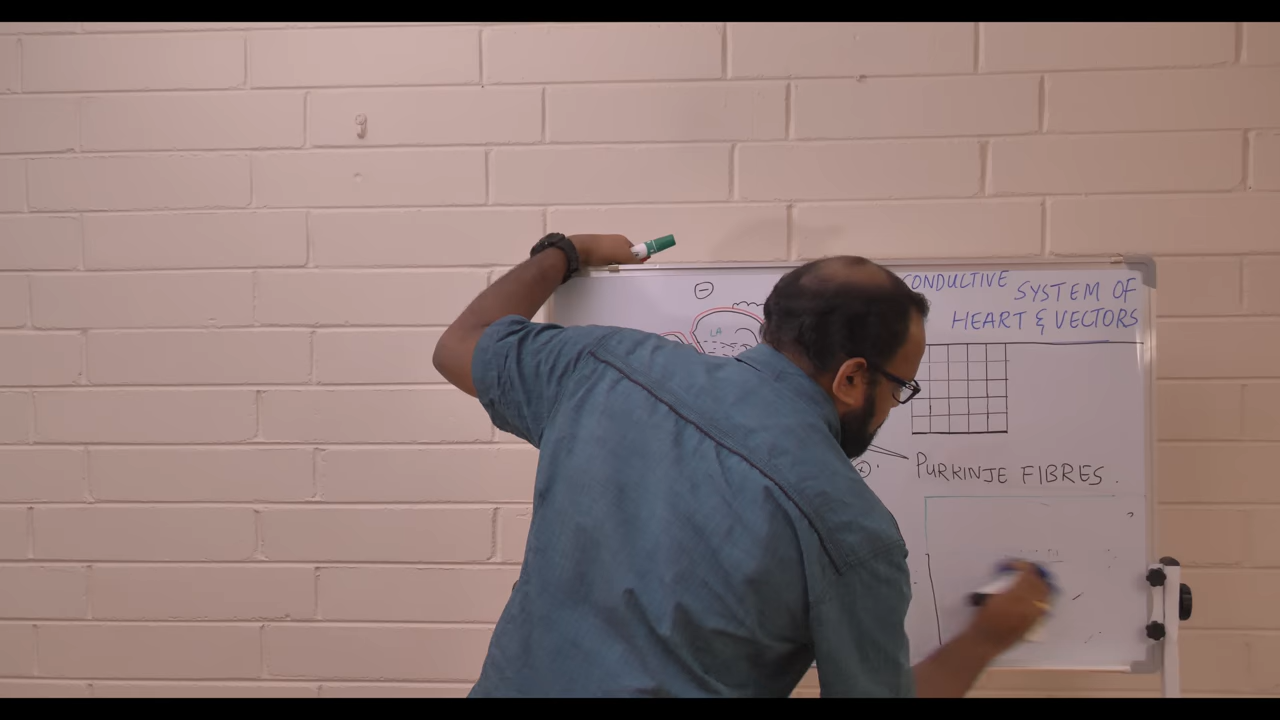 CONDUCTIVE
SYSTEM OF
HEART & VECTORS
LA
PURKINJE FIBRES.